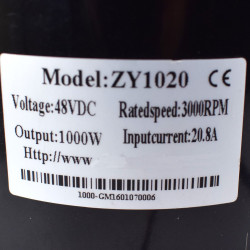 Model:ZY1020 CE
Voltage:48VDC Ratedspeed:3000RPM
Output:1000W Inputcurrent:20.8A
Http://www
1000-GM1601070006